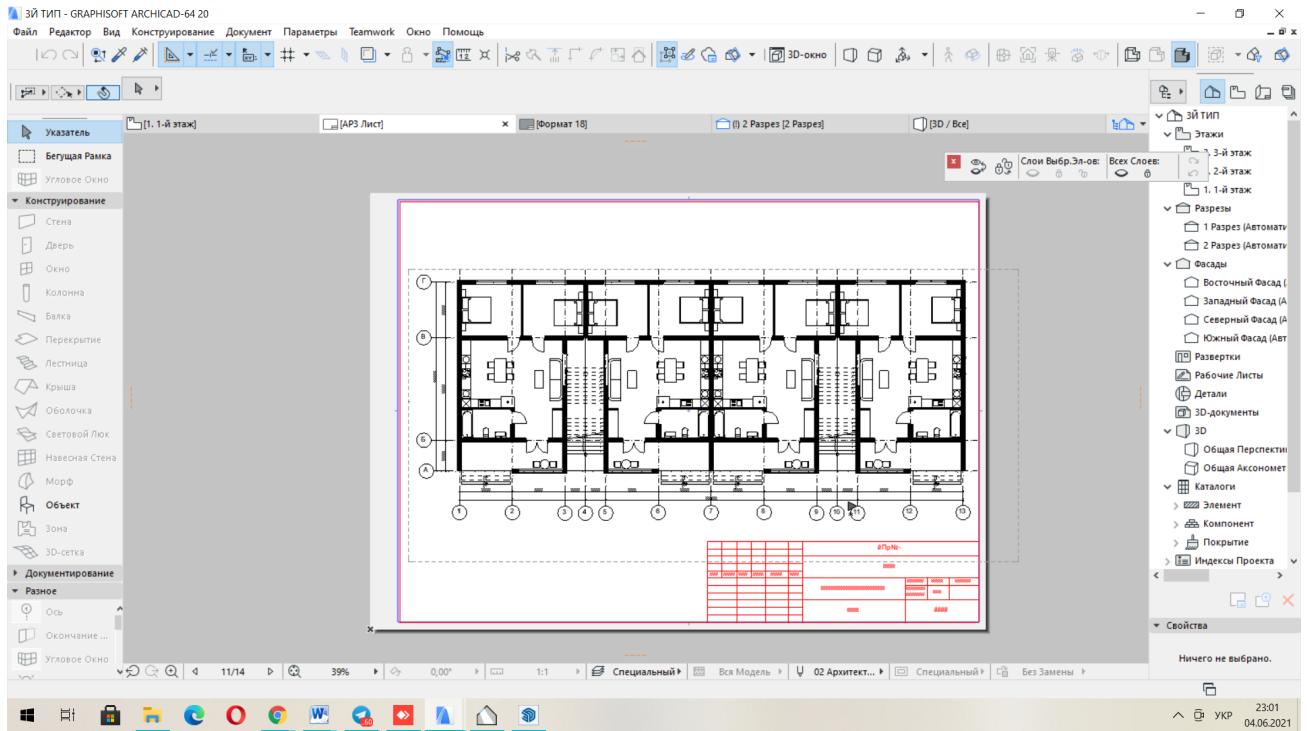 3Й ТИП - GRAPHISOFT ARCHICAD-64 20
Файл Редактор Вид Конструирование Документ Параметры Teamwork Окно Помощь
3D-окно
Указатель
Бегущая Рамка
Угловое Окно
Конструирование
Стена
Дверь
Окно
Колонна
Балка
Перекрытие
Лестница
Крыша
Оболочка
Световой Люк
Навесная Стена
Морф
Объект
Зона
3D-сетка
Документирование
Разное
Ось
Окончание ...
Угловое Окно
[1. 1-й этаж]
[АР3 Лист]
[Формат 18]
(!) 2 Разрез [2 Разрез]
[3D / Все]
Слои Выбр.Эл-ов: Всех Слоев:
Г
В
Б
А
1 2 3 4 5 6 7 8 9 10 11 12 13
#ПрN≗-
3Й ТИП
Этажи
3. 3-й этаж
2. 2-й этаж
1. 1-й этаж
Разрезы
1 Разрез (Автомати
2 Разрез (Автомати
Фасады
Восточный Фасад (
Западный Фасад (А
Северный Фасад (А
Южный Фасад (Авт
Развертки
Рабочие Листы
Детали
3D-документы
3D
Общая Перспекти
Общая Аксономет
Каталоги
Элемент
Компонент
Покрытие
Индексы Проекта
Свойства
Ничего не выбрано.
11/14 39% 0,00° 1:1 Специальный Вся Модель 02 Архитект... Специальный Без Замены
60
УКР
23:01
04.06.2021